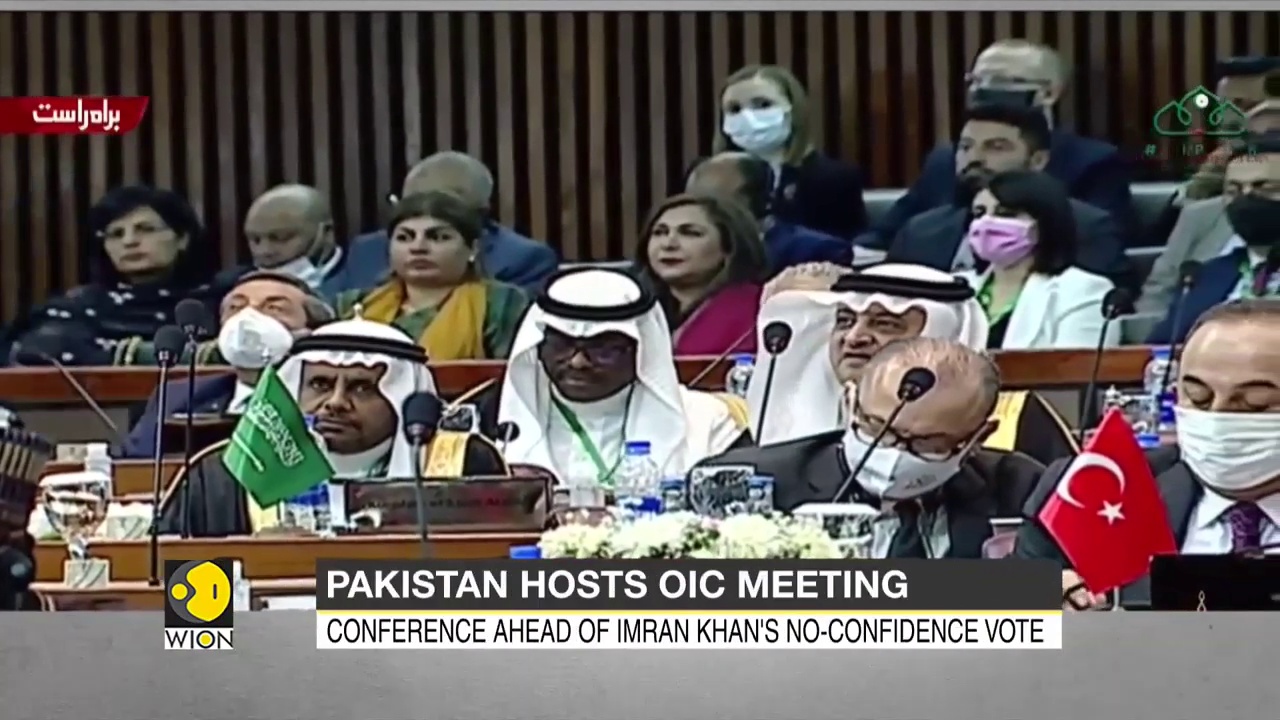 براہ راست
PAKISTAN HOSTS OIC MEETING
CONFERENCE AHEAD OF IMRAN KHAN'S NO-CONFIDENCE VOTE
WION